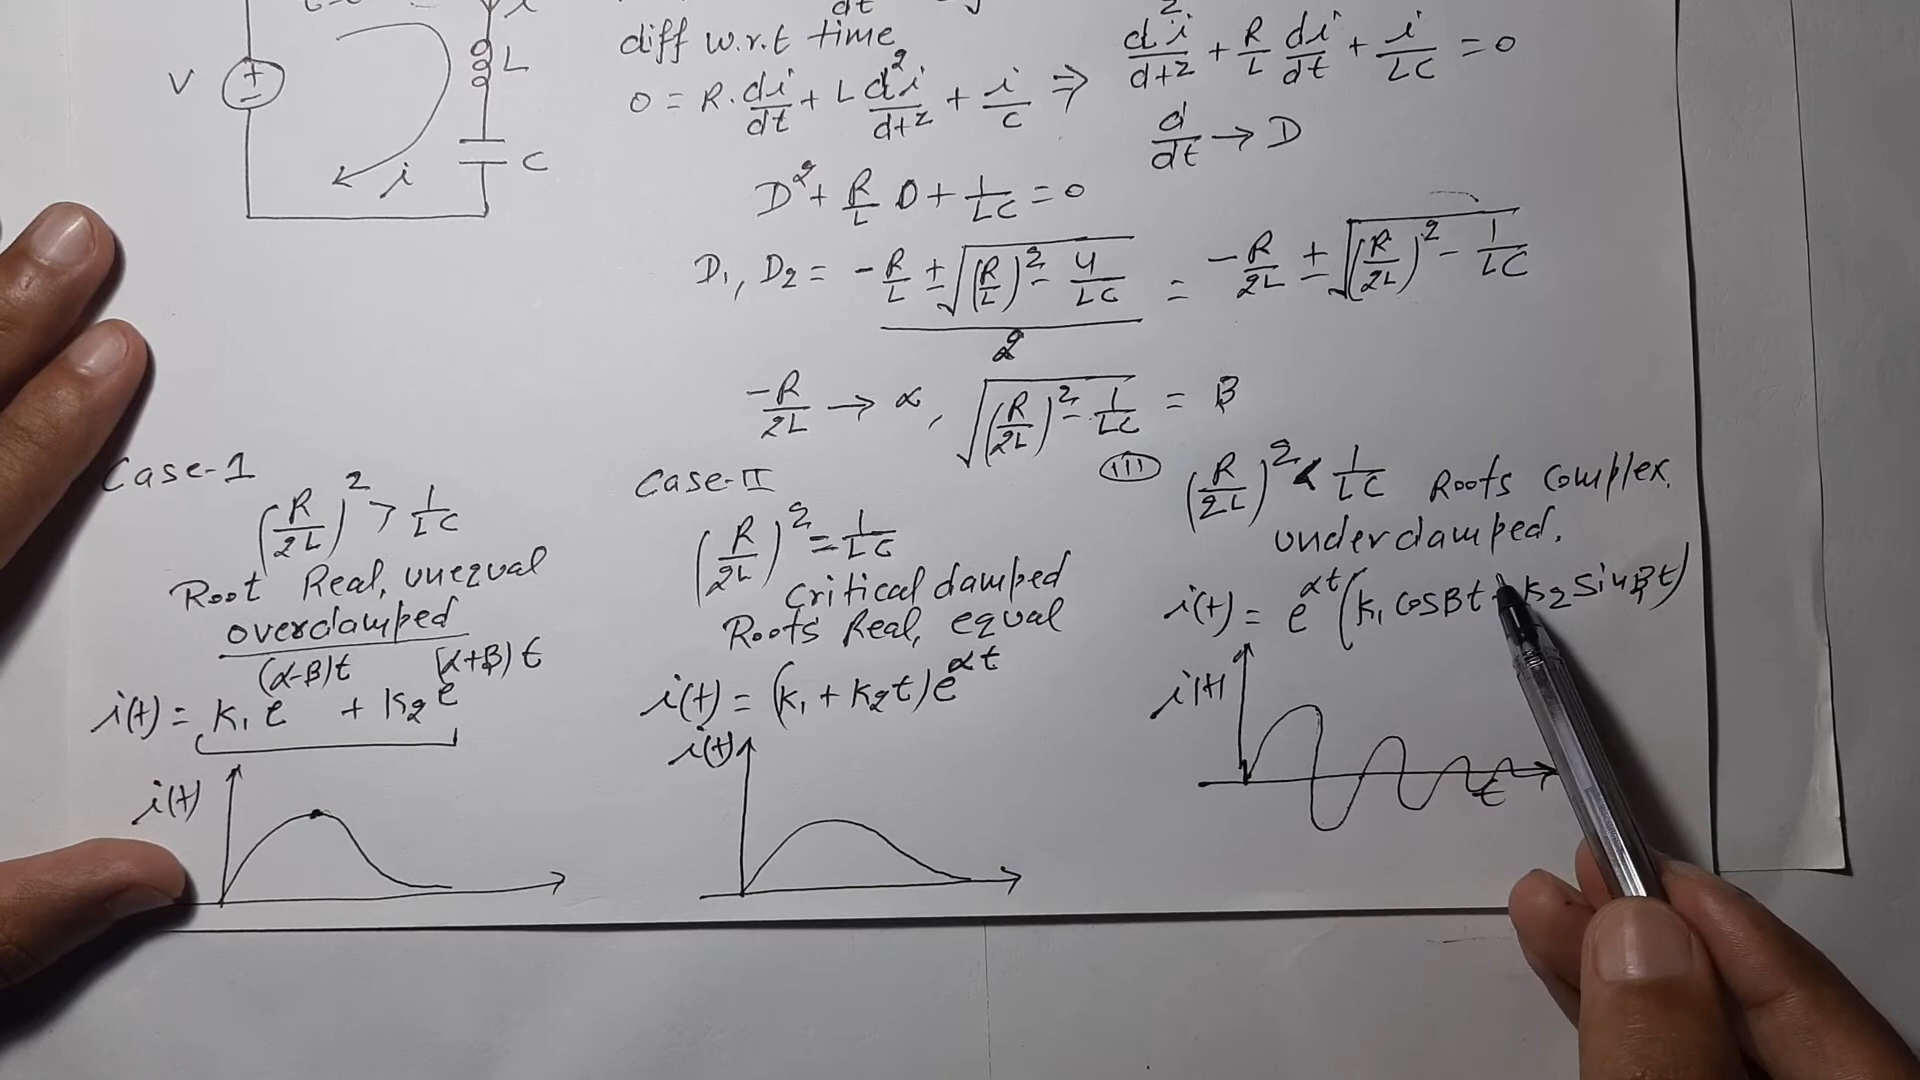 V
L
C
i
dt
diff w.r.t time
0 = R. di/dt + L d²i/dt² + i/c ⇒ d²i/dt² + R/L di/dt + i/LC = 0
d/dt → D
D² + R/L D + 1/LC = 0
D₁, D₂ = (-R/L ± √((R/L)² - 4/LC)) / 2 = -R/2L ± √((R/2L)² - 1/LC)
-R/2L → α, √((R/2L)² - 1/LC) = β
Case-1
(R/2L)² > 1/LC
Root Real, unequal
overdamped
i(t) = K₁ e^(α-β)t + K₂ e^(α+β)t
i(t)
Case-II
(R/2L)² = 1/LC
Critical damped
Roots Real, equal
i(t) = (K₁ + K₂t) e^αt
i(t)
(III) (R/2L)² < 1/LC Roots Complex.
underdamped.
i(t) = e^αt (K₁ cosβt + K₂ sinβt)
i(t)
t